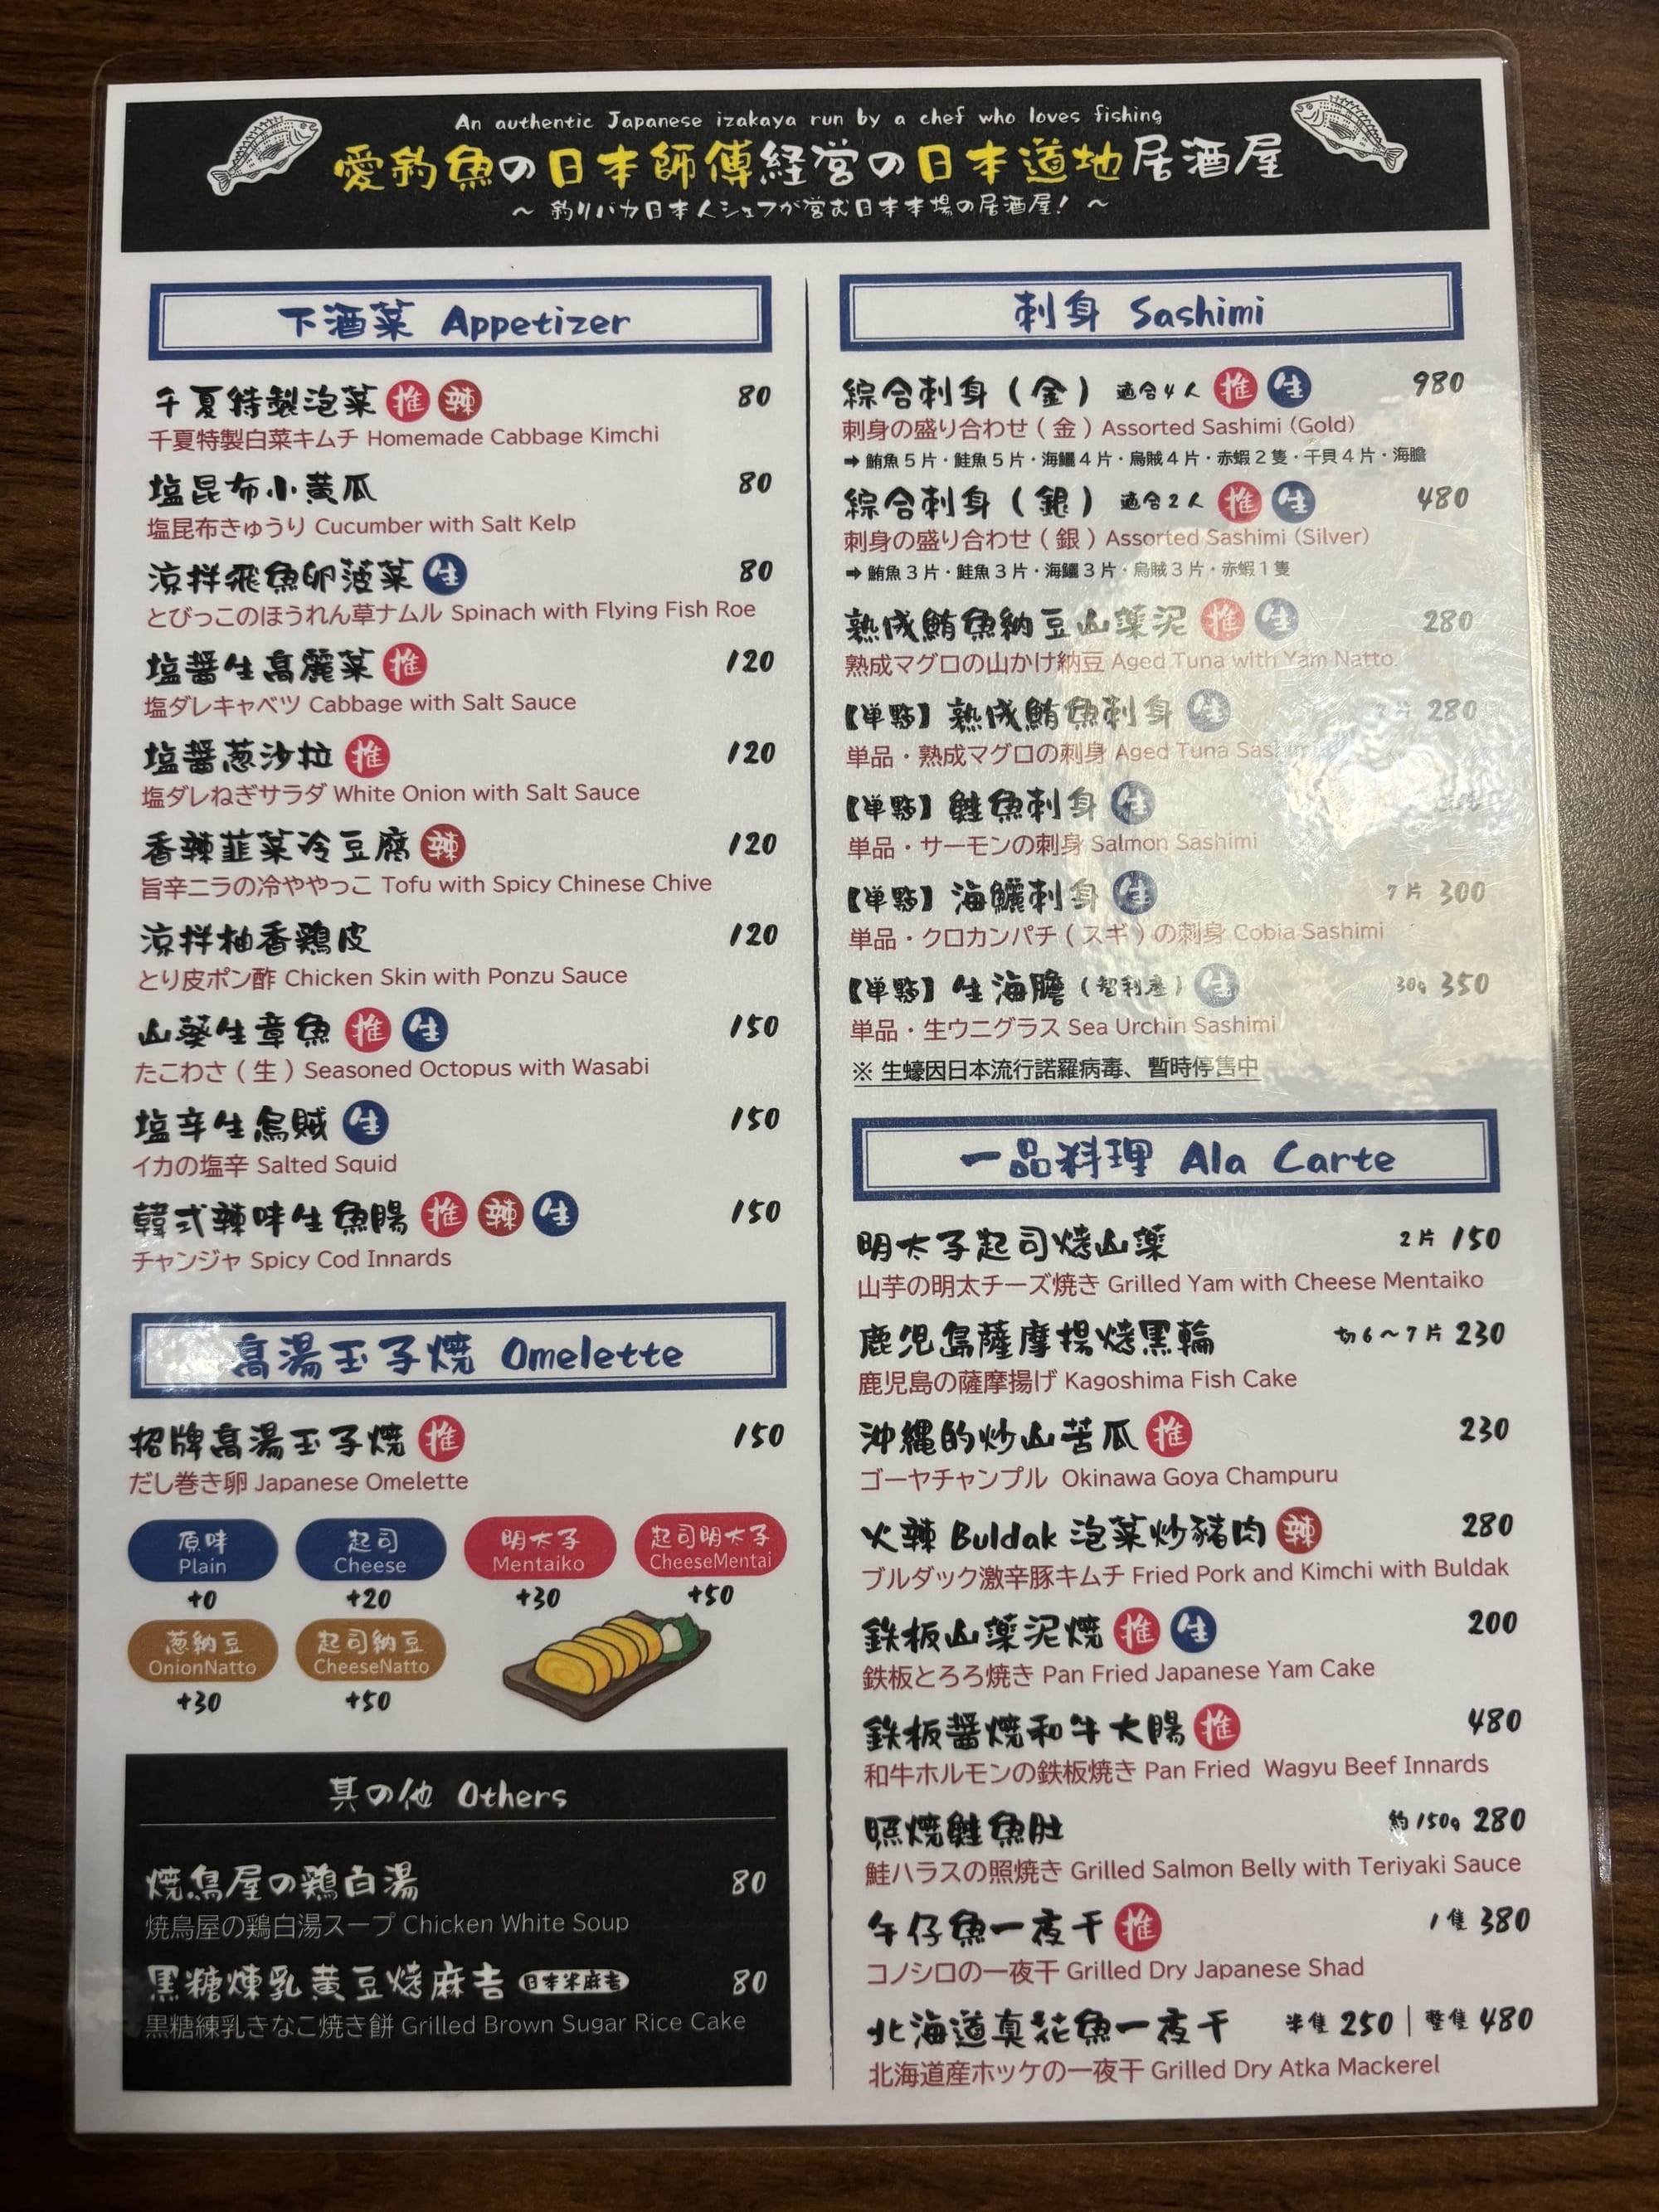 An authentic Japanese izakaya run by a chef who loves fishing
愛釣魚の日本師傅経営の日本道地居酒屋
~ 釣りバカ日本人シェフが営む日本本場の居酒屋! ~
下酒菜 Appetizer
千夏特製泡菜 推 辣 80
千夏特製白菜キムチ Homemade Cabbage Kimchi
塩昆布小黄瓜 80
塩昆布きゅうり Cucumber with Salt Kelp
涼拌飛魚卵菠菜 生 80
とびっこのほうれん草ナムル Spinach with Flying Fish Roe
塩醤生高麗菜 推 120
塩ダレキャベツ Cabbage with Salt Sauce
塩醤葱沙拉 推 120
塩ダレねぎサラダ White Onion with Salt Sauce
香辣韮菜冷豆腐 辣 120
旨辛ニラの冷ややっこ Tofu with Spicy Chinese Chive
涼拌柚香鶏皮 120
とり皮ポン酢 Chicken Skin with Ponzu Sauce
山葵生章魚 推 生 150
たこわさ ( 生 ) Seasoned Octopus with Wasabi
塩辛生烏賊 生 150
イカの塩辛 Salted Squid
韓式辣味生魚腸 推 辣 生 150
チャンジャ Spicy Cod Innards
高湯玉子焼 Omelette
招牌高湯玉子焼 推 150
だし巻き卵 Japanese Omelette
原味 起司 明太子 起司明太子
Plain Cheese Mentaiko CheeseMentai
+0 +20 +30 +50
葱納豆 起司納豆
OnionNatto CheeseNatto
+30 +50
其の他 Others
焼鳥屋の鶏白湯 80
焼鳥屋の鶏白湯スープ Chicken White Soup
黒糖煉乳黄豆烤麻吉 日本米麻吉 80
黒糖練乳きなこ焼き餅 Grilled Brown Sugar Rice Cake
刺身 Sashimi
綜合刺身 ( 金 ) 適合4人 推 生 980
刺身の盛り合わせ ( 金 ) Assorted Sashimi (Gold)
➡ 鮪魚5片・鮭魚5片・海鱺4片・烏賊4片・赤蝦2隻・干貝4片・海膽
綜合刺身 ( 銀 ) 適合2人 推 生 480
刺身の盛り合わせ ( 銀 ) Assorted Sashimi (Silver)
➡ 鮪魚3片・鮭魚3片・海鱺3片・烏賊3片・赤蝦1隻
熟成鮪魚納豆山薬泥 推 生 280
熟成マグロの山かけ納豆 Aged Tuna with Yam Natto
【単點】熟成鮪魚刺身 生 7片 280
単品・熟成マグロの刺身 Aged Tuna Sashimi
【単點】鮭魚刺身 生
単品・サーモンの刺身 Salmon Sashimi
【単點】海鱺刺身 生 7片 300
単品・クロカンパチ ( スギ ) の刺身 Cobia Sashimi
【単點】生海膽 ( 智利産 ) 生 30g 350
単品・生ウニグラス Sea Urchin Sashimi
※ 生蠔因日本流行諾羅病毒、暫時停售中
一品料理 Ala Carte
明太子起司烤山薬 2片 150
山芋の明太チーズ焼き Grilled Yam with Cheese Mentaiko
鹿児島薩摩揚烤黒輪 切6～7片 230
鹿児島の薩摩揚げ Kagoshima Fish Cake
沖縄的炒山苦瓜 推 230
ゴーヤチャンプル Okinawa Goya Champuru
火辣 Buldak 泡菜炒豬肉 辣 280
ブルダック激辛豚キムチ Fried Pork and Kimchi with Buldak
鉄板山薬泥焼 推 生 200
鉄板とろろ焼き Pan Fried Japanese Yam Cake
鉄板醤焼和牛大腸 推 480
和牛ホルモンの鉄板焼き Pan Fried Wagyu Beef Innards
照焼鮭魚肚 約150g 280
鮭ハラスの照焼き Grilled Salmon Belly with Teriyaki Sauce
午仔魚一夜干 推 1隻 380
コノシロの一夜干 Grilled Dry Japanese Shad
北海道真花魚一夜干 半隻 250 | 整隻 480
北海道産ホッケの一夜干 Grilled Dry Atka Mackerel